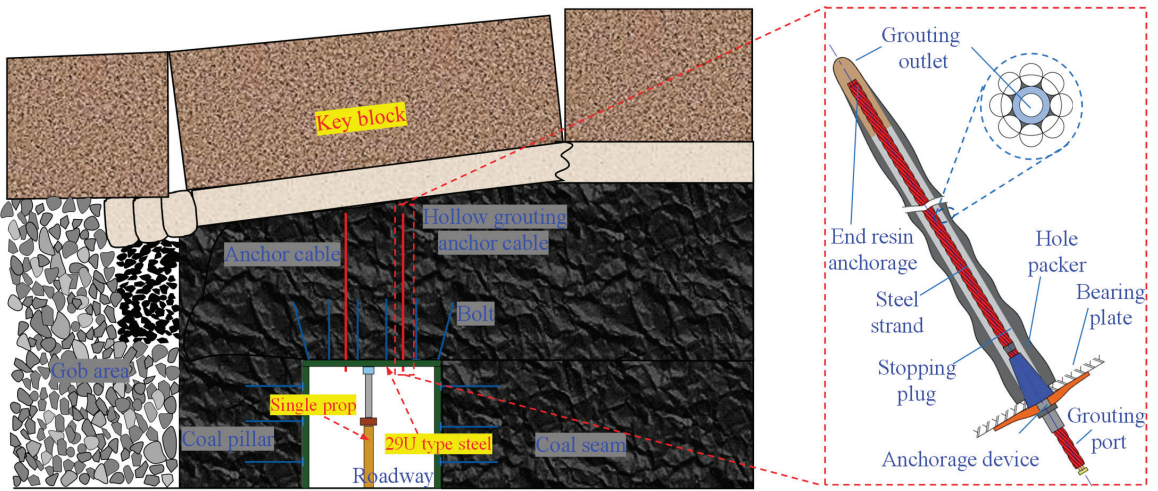 Key block
Hollow grouting
anchor cable
Anchor cable
Bolt
Gob area
Single prop
29U type steel
Coal pillar
Coal seam
Roadway
Grouting
outlet
End resin
anchorage
Hole
packer
Steel
strand
Bearing
plate
Stopping
plug
Grouting
port
Anchorage device